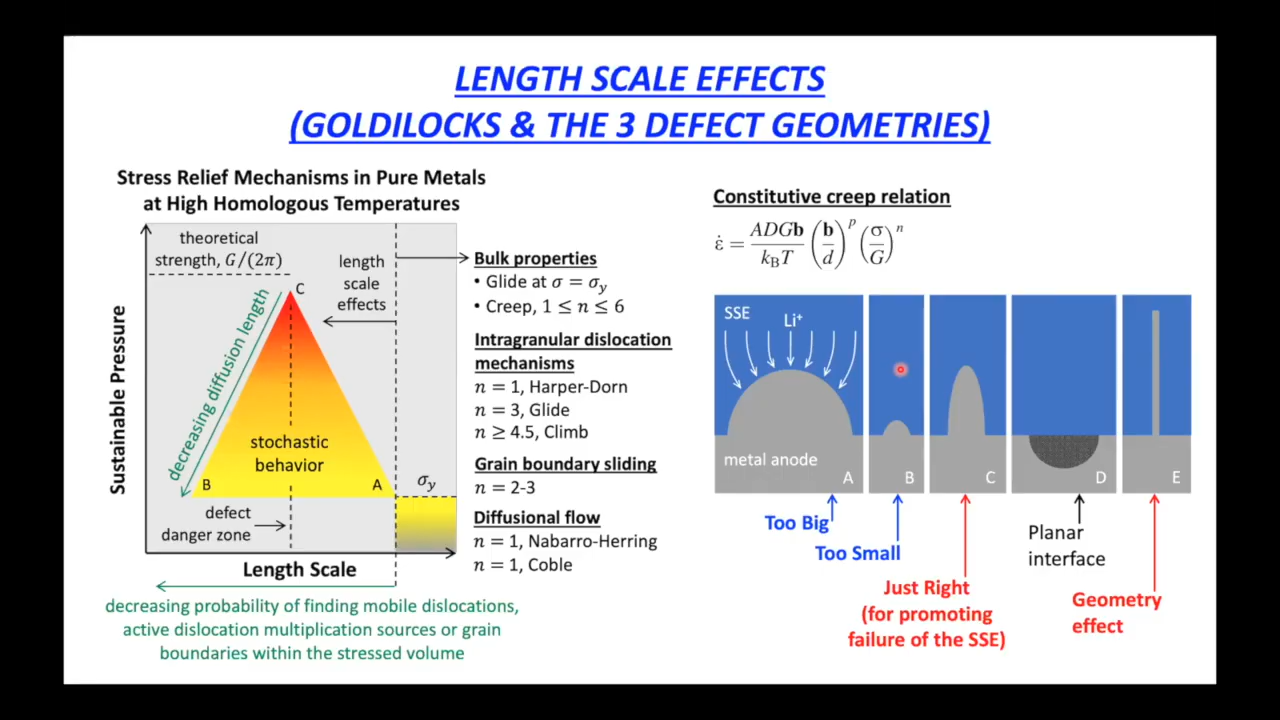 LENGTH SCALE EFFECTS
(GOLDILOCKS & THE 3 DEFECT GEOMETRIES)
Stress Relief Mechanisms in Pure Metals
at High Homologous Temperatures
Sustainable Pressure
theoretical
strength, G/(2π)
length
scale
effects
C
decreasing diffusion length
stochastic
behavior
B
A
σy
defect
danger zone
Length Scale
decreasing probability of finding mobile dislocations,
active dislocation multiplication sources or grain
boundaries within the stressed volume
Bulk properties
• Glide at σ = σy
• Creep, 1 ≤ n ≤ 6
Intragranular dislocation
mechanisms
n = 1, Harper-Dorn
n = 3, Glide
n ≥ 4.5, Climb
Grain boundary sliding
n = 2-3
Diffusional flow
n = 1, Nabarro-Herring
n = 1, Coble
Constitutive creep relation
ε̇ = ADGb/kBT (b/d)^p (σ/G)^n
SSE
Li+
metal anode
A
B
C
D
E
Too Big
Too Small
Just Right
(for promoting
failure of the SSE)
Planar
interface
Geometry
effect